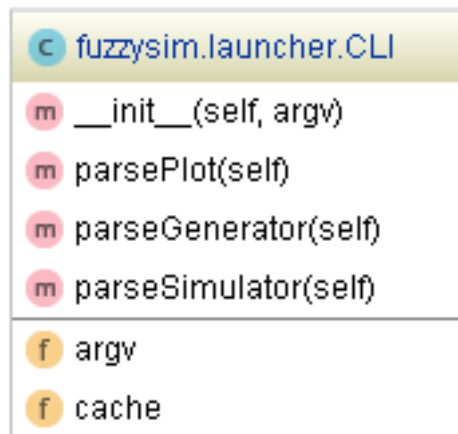 c fuzzysim.launcher.CLI
m __init__(self, argv)
m parsePlot(self)
m parseGenerator(self)
m parseSimulator(self)
f argv
f cache